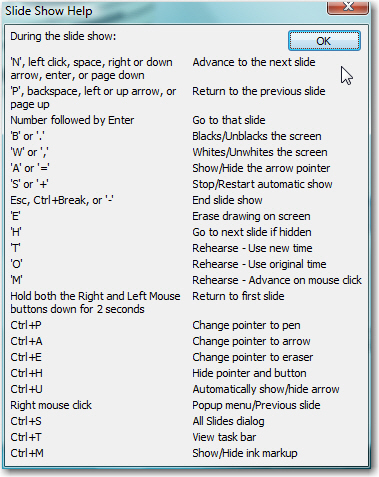 Slide Show Help
During the slide show:
OK
'N', left click, space, right or down arrow, enter, or page down Advance to the next slide
'P', backspace, left or up arrow, or page up Return to the previous slide
Number followed by Enter Go to that slide
'B' or '.' Blacks/Unblacks the screen
'W' or ',' Whites/Unwhites the screen
'A' or '=' Show/Hide the arrow pointer
'S' or '+' Stop/Restart automatic show
Esc, Ctrl+Break, or '-' End slide show
'E' Erase drawing on screen
'H' Go to next slide if hidden
'T' Rehearse - Use new time
'O' Rehearse - Use original time
'M' Rehearse - Advance on mouse click
Hold both the Right and Left Mouse buttons down for 2 seconds Return to first slide
Ctrl+P Change pointer to pen
Ctrl+A Change pointer to arrow
Ctrl+E Change pointer to eraser
Ctrl+H Hide pointer and button
Ctrl+U Automatically show/hide arrow
Right mouse click Popup menu/Previous slide
Ctrl+S All Slides dialog
Ctrl+T View task bar
Ctrl+M Show/Hide ink markup